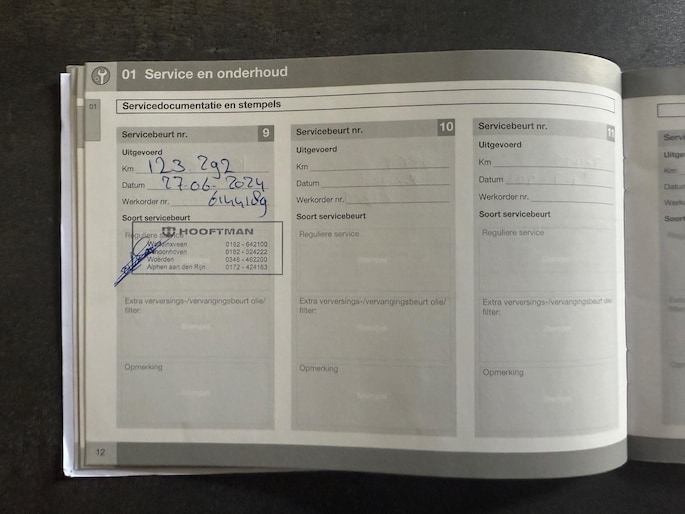 01 Service en onderhoud
01
Servicedocumentatie en stempels
Servicebeurt nr. 9
Uitgevoerd
Km 123 292
Datum 27-06-2024
Werkorder nr. 6144189
Soort servicebeurt
Reguliere service
HOOFTMAN
Waddinxveen 0182 - 642100
Schoonhoven 0182 - 324222
Woerden 0348 - 462200
Alphen aan den Rijn 0172 - 424163
Extra verversings-/vervangingsbeurt olie/
filter:
Opmerking
Servicebeurt nr. 10
Uitgevoerd
Km
Datum
Werkorder nr.
Soort servicebeurt
Reguliere service
Extra verversings-/vervangingsbeurt olie/
filter:
Opmerking
Servicebeurt nr. 11
Uitgevoerd
Km
Datum
Werkorder nr.
Soort servicebeurt
Reguliere service
Extra verversings-/vervangingsbeurt olie/
filter:
Opmerking
12